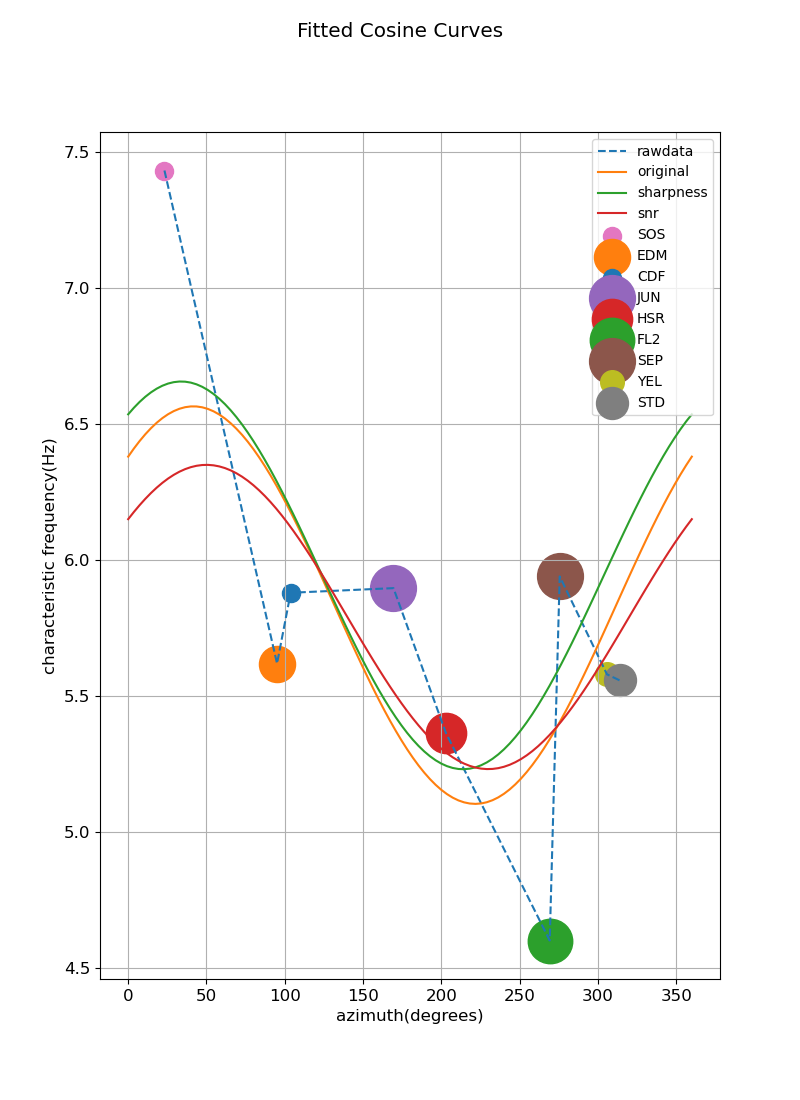 Fitted Cosine Curves
7.5
7.0
6.5
6.0
5.5
5.0
4.5
characteristic frequency(Hz)
rawdata
original
sharpness
snr
SOS
EDM
CDF
JUN
HSR
FL2
SEP
YEL
STD
0 50 100 150 200 250 300 350
azimuth(degrees)